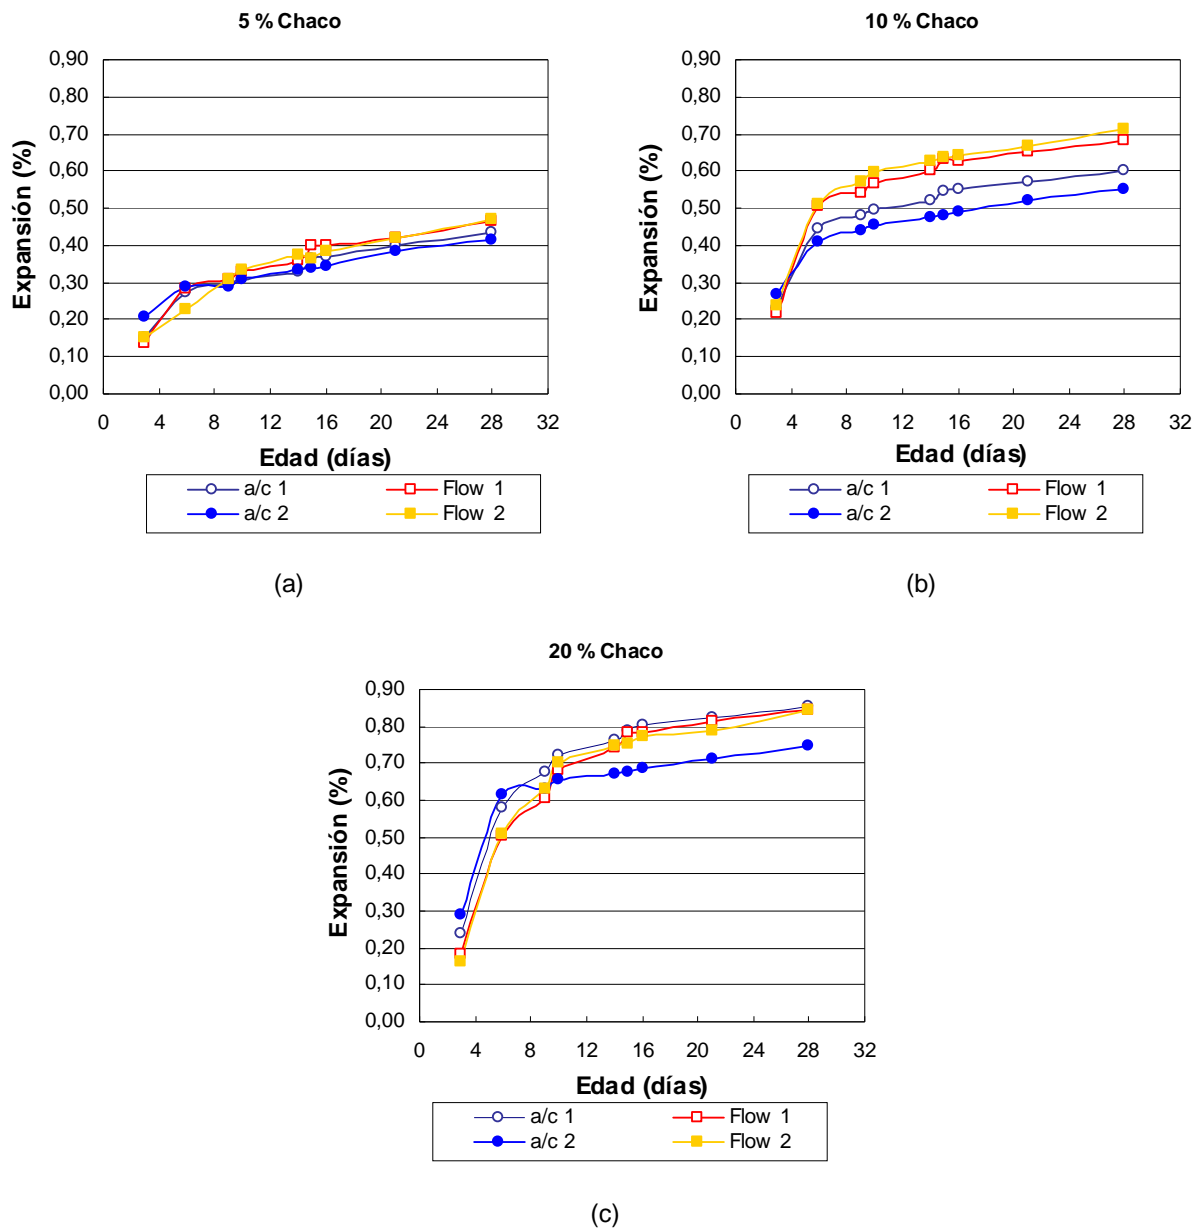 5 % Chaco
0,90
0,80
0,70
0,60
0,50
0,40
0,30
0,20
0,10
0,00
Expansión (%)
0 4 8 12 16 20 24 28 32
Edad (días)
a/c 1 Flow 1
a/c 2 Flow 2
(a)
10 % Chaco
0,90
0,80
0,70
0,60
0,50
0,40
0,30
0,20
0,10
0,00
Expansión (%)
0 4 8 12 16 20 24 28 32
Edad (días)
a/c 1 Flow 1
a/c 2 Flow 2
(b)
20 % Chaco
0,90
0,80
0,70
0,60
0,50
0,40
0,30
0,20
0,10
0,00
Expansión (%)
0 4 8 12 16 20 24 28 32
Edad (días)
a/c 1 Flow 1
a/c 2 Flow 2
(c)